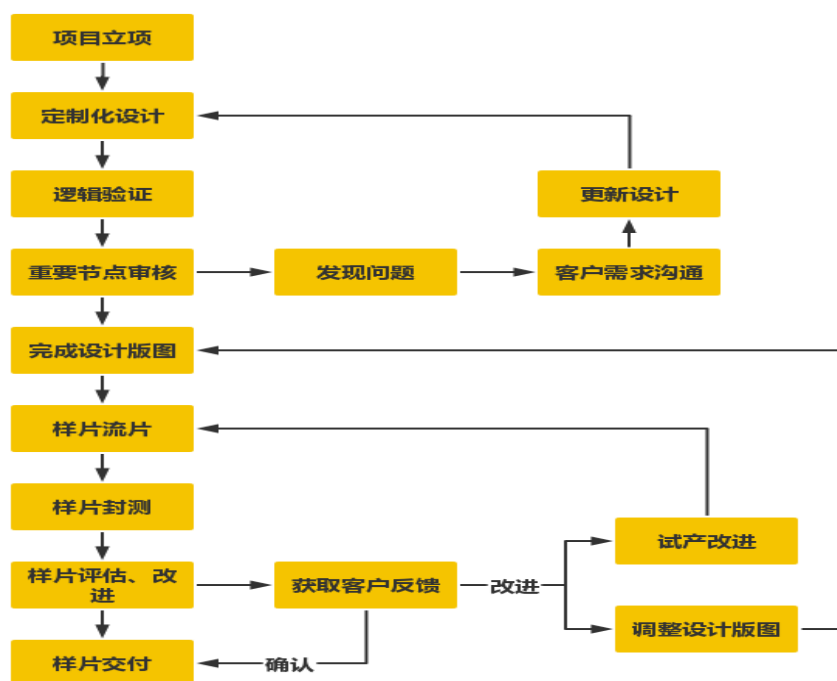 项目立项
定制化设计
逻辑验证
更新设计
重要节点审核
发现问题
客户需求沟通
完成设计版图
样片流片
样片封测
试产改进
样片评估、改
进
获取客户反馈
改进
调整设计版图
样片交付
确认